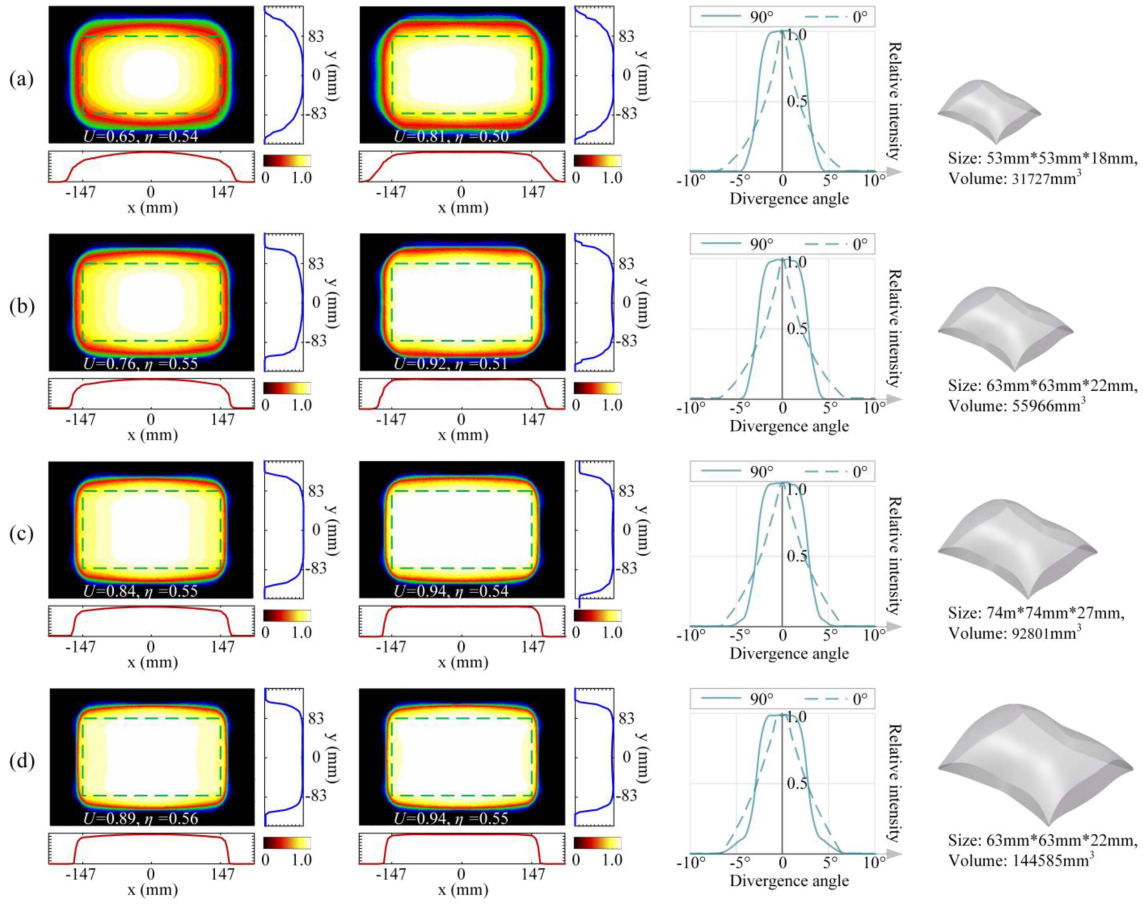 (a)
83
0
-83
y (mm)
U=0.65, η =0.54
-147 0 147
x (mm)
0 1.0
83
0
-83
y (mm)
U=0.81, η =0.50
-147 0 147
x (mm)
0 1.0
90° 0°
1.0
0.5
-10° -5° 0 5° 10°
Divergence angle
Relative intensity
Size: 53mm*53mm*18mm,
Volume: 31727mm³
(b)
83
0
-83
y (mm)
U=0.76, η =0.55
-147 0 147
x (mm)
0 1.0
83
0
-83
y (mm)
U=0.92, η =0.51
-147 0 147
x (mm)
0 1.0
90° 0°
1.0
0.5
-10° -5° 0 5° 10°
Divergence angle
Relative intensity
Size: 63mm*63mm*22mm,
Volume: 55966mm³
(c)
83
0
-83
y (mm)
U=0.84, η =0.55
-147 0 147
x (mm)
0 1.0
83
0
-83
y (mm)
U=0.94, η =0.54
-147 0 147
x (mm)
0 1.0
90° 0°
1.0
0.5
-10° -5° 0 5° 10°
Divergence angle
Relative intensity
Size: 74m*74mm*27mm,
Volume: 92801mm³
(d)
83
0
-83
y (mm)
U=0.89, η =0.56
-147 0 147
x (mm)
0 1.0
83
0
-83
y (mm)
U=0.94, η =0.55
-147 0 147
x (mm)
0 1.0
90° 0°
1.0
0.5
-10° -5° 0 5° 10°
Divergence angle
Relative intensity
Size: 63mm*63mm*22mm,
Volume: 144585mm³